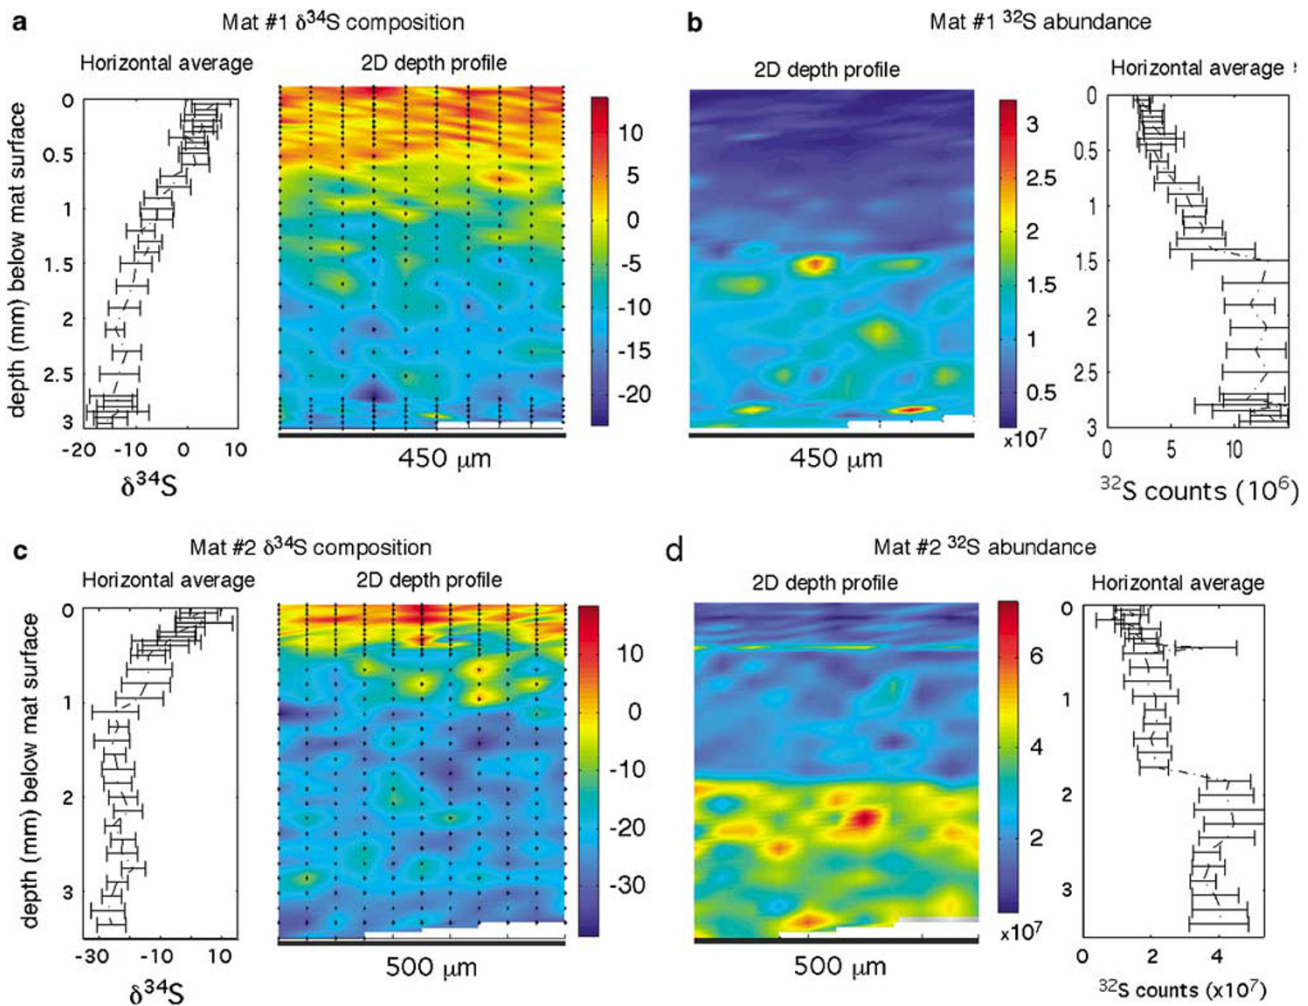 a
Mat #1 δ³⁴S composition
Horizontal average
2D depth profile
depth (mm) below mat surface
0
0.5
1
1.5
2
2.5
3
-20
-10
0
10
δ³⁴S
450 μm
10
5
0
-5
-10
-15
-20
b
Mat #1 ³²S abundance
2D depth profile
Horizontal average
450 μm
3
2.5
2
1.5
1
0.5
x10⁷
0
0.5
1
1.5
2
2.5
3
0
5
10
³²S counts (10⁶)
c
Mat #2 δ³⁴S composition
Horizontal average
2D depth profile
depth (mm) below mat surface
0
1
2
3
-30
-10
10
δ³⁴S
500 μm
10
0
-10
-20
-30
d
Mat #2 ³²S abundance
2D depth profile
Horizontal average
500 μm
6
4
2
x10⁷
0
1
2
3
0
2
4
³²S counts (x10⁷)